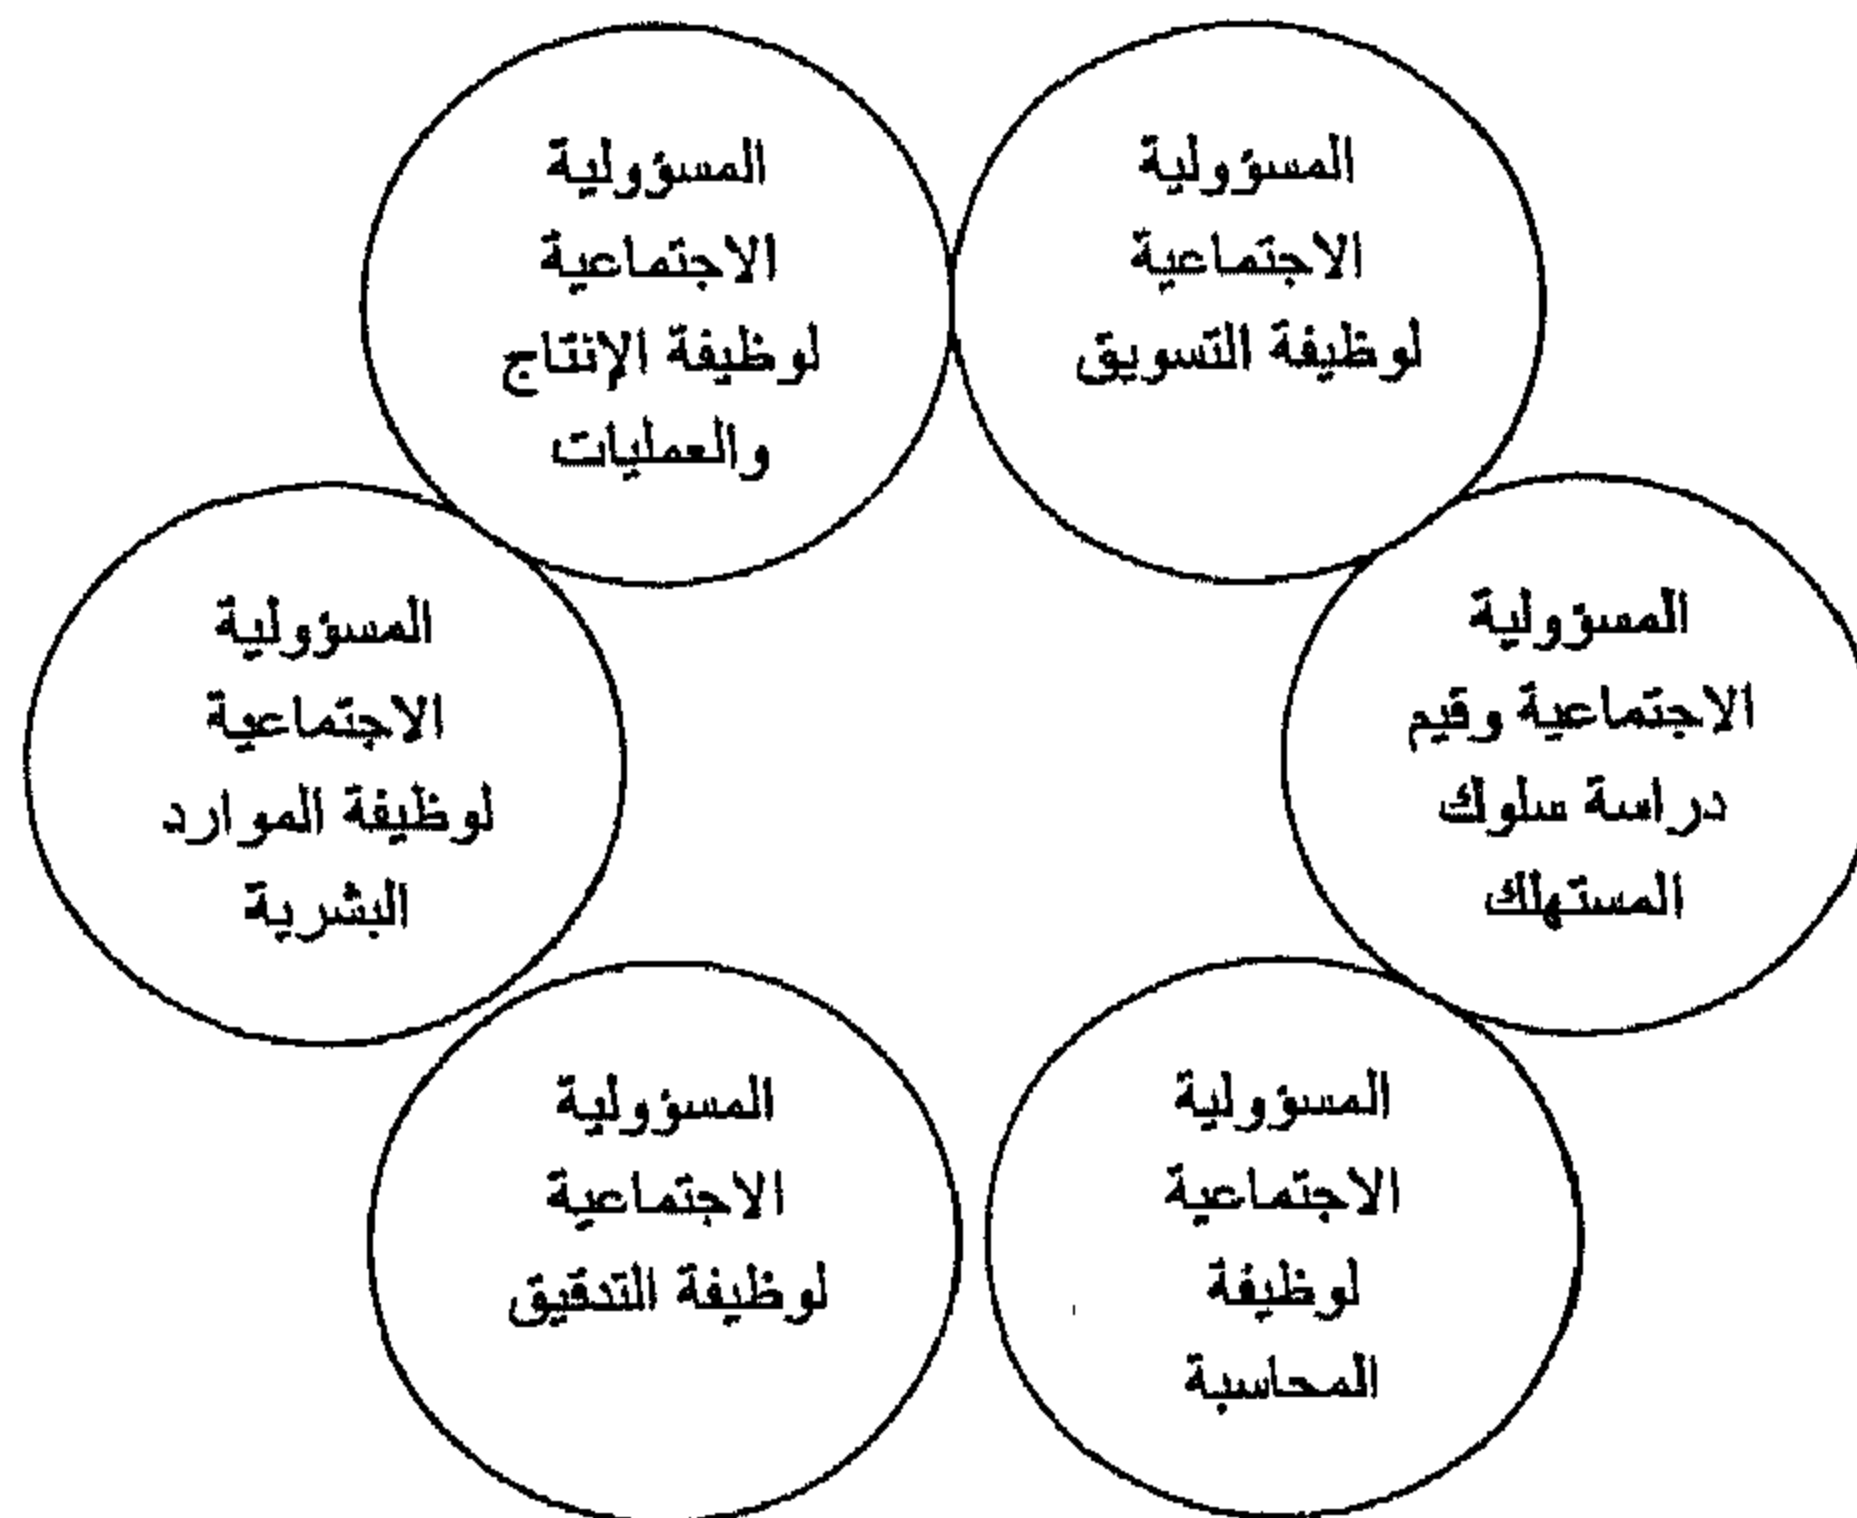 المسؤولية
الاجتماعية
لوظيفة التسويق
المسؤولية
الاجتماعية
لوظيفة الإنتاج
والعمليات
المسؤولية
الاجتماعية وقيم
دراسة سلوك
المستهلك
المسؤولية
الاجتماعية
لوظيفة الموارد
البشرية
المسؤولية
الاجتماعية
لوظيفة
المحاسبة
المسؤولية
الاجتماعية
لوظيفة التدقيق